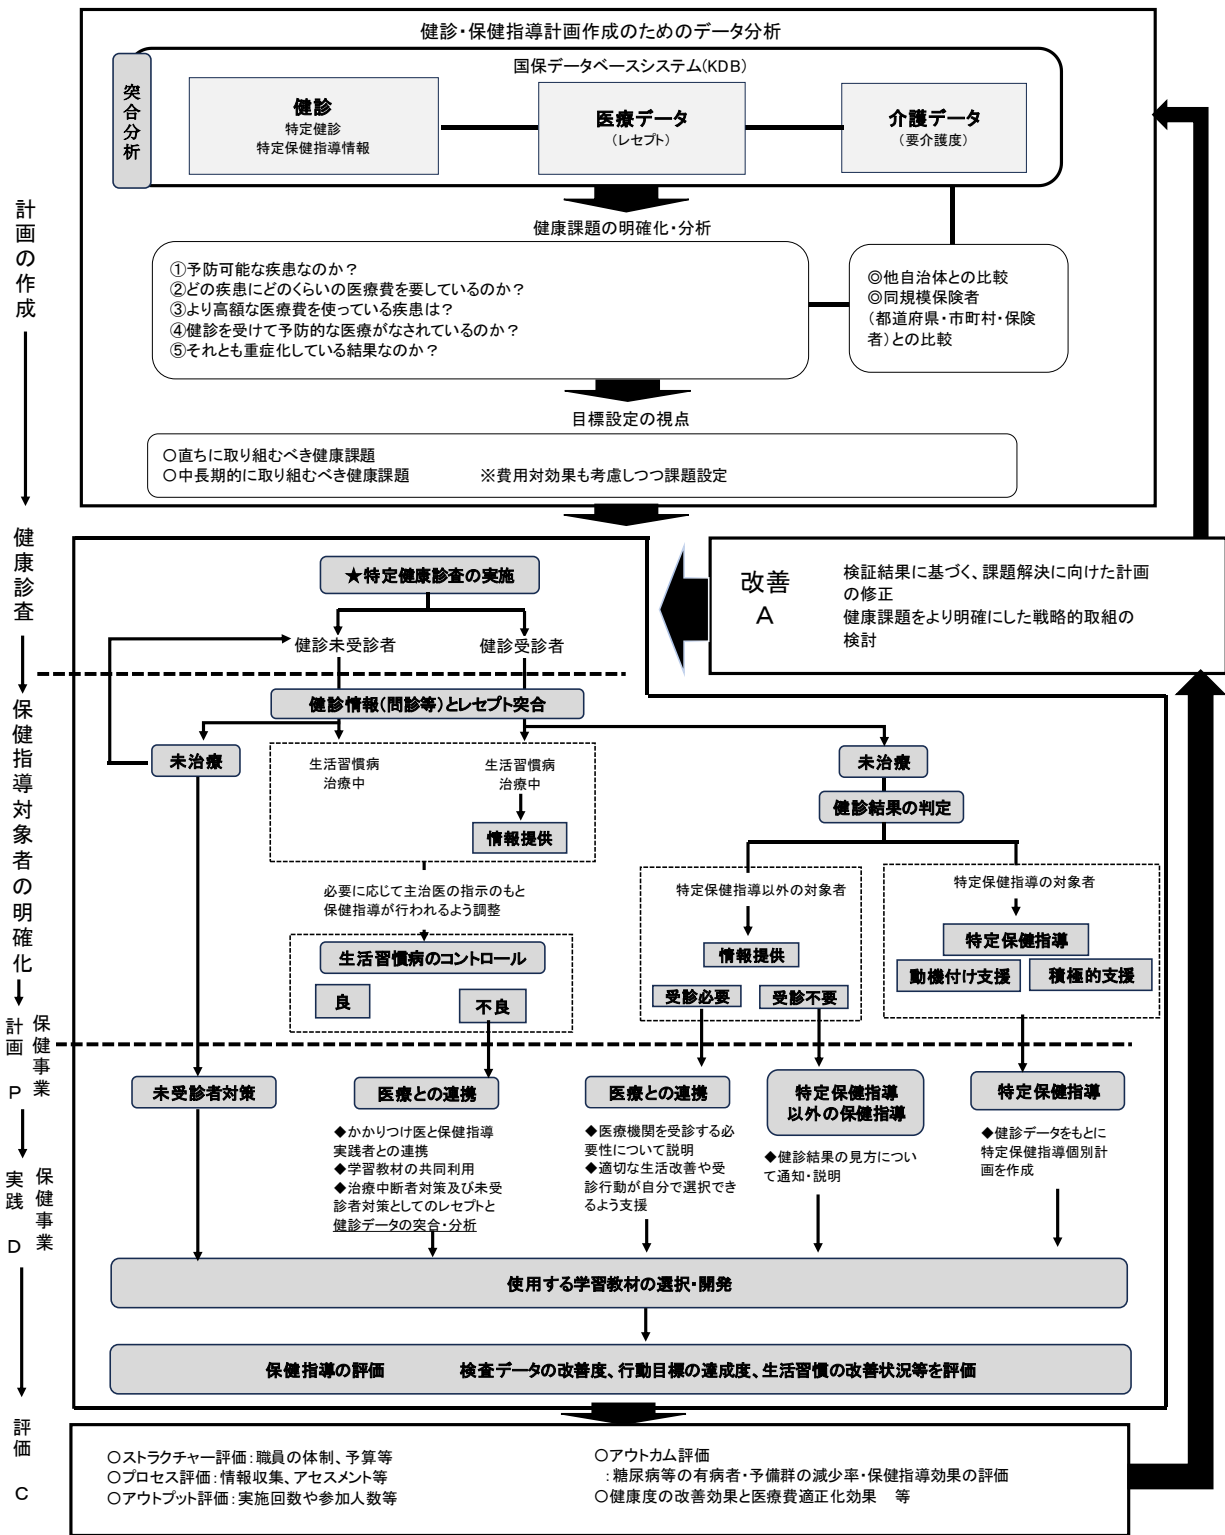 健診・保健指導計画作成のためのデータ分析
国保データベースシステム(KDB)
突合分析
健診
特定健診
特定保健指導情報
医療データ
(レセプト)
介護データ
(要介護度)
健康課題の明確化・分析
①予防可能な疾患なのか？
②どの疾患にどのくらいの医療費を要しているのか？
③より高額な医療費を使っている疾患は？
④健診を受けて予防的な医療がなされているのか？
⑤それとも重症化している結果なのか？
◎他自治体との比較
◎同規模保険者
(都道府県・市町村・保険
者)との比較
目標設定の視点
○直ちに取り組むべき健康課題
○中長期的に取り組むべき健康課題　※費用対効果も考慮しつつ課題設定
計画の作成
健康診査
保健指導対象者の明確化
保健事業
計画 P
保健事業
実践 D
評価 C
改善
A
検証結果に基づく、課題解決に向けた計画
の修正
健康課題をより明確にした戦略的取組の
検討
★特定健康診査の実施
健診未受診者
健診受診者
健診情報(問診等)とレセプト突合
未治療
生活習慣病
治療中
生活習慣病
治療中
情報提供
未治療
健診結果の判定
必要に応じて主治医の指示のもと
保健指導が行われるよう調整
生活習慣病のコントロール
良
不良
特定保健指導以外の対象者
情報提供
受診必要
受診不要
特定保健指導の対象者
特定保健指導
動機付け支援
積極的支援
未受診者対策
医療との連携
◆かかりつけ医と保健指導
実践者との連携
◆学習教材の共同利用
◆治療中断者対策及び未受
診者対策としてのレセプトと
健診データの突合・分析
医療との連携
◆医療機関を受診する必
要性について説明
◆適切な生活改善や受
診行動が自分で選択でき
るよう支援
特定保健指導
以外の保健指導
◆健診結果の見方につい
て通知・説明
特定保健指導
◆健診データをもとに
特定保健指導個別計
画を作成
使用する学習教材の選択・開発
保健指導の評価　検査データの改善度、行動目標の達成度、生活習慣の改善状況等を評価
○ストラクチャー評価：職員の体制、予算等
○プロセス評価：情報収集、アセスメント等
○アウトプット評価：実施回数や参加人数等
○アウトカム評価
：糖尿病等の有病者・予備群の減少率・保健指導効果の評価
○健康度の改善効果と医療費適正化効果　等